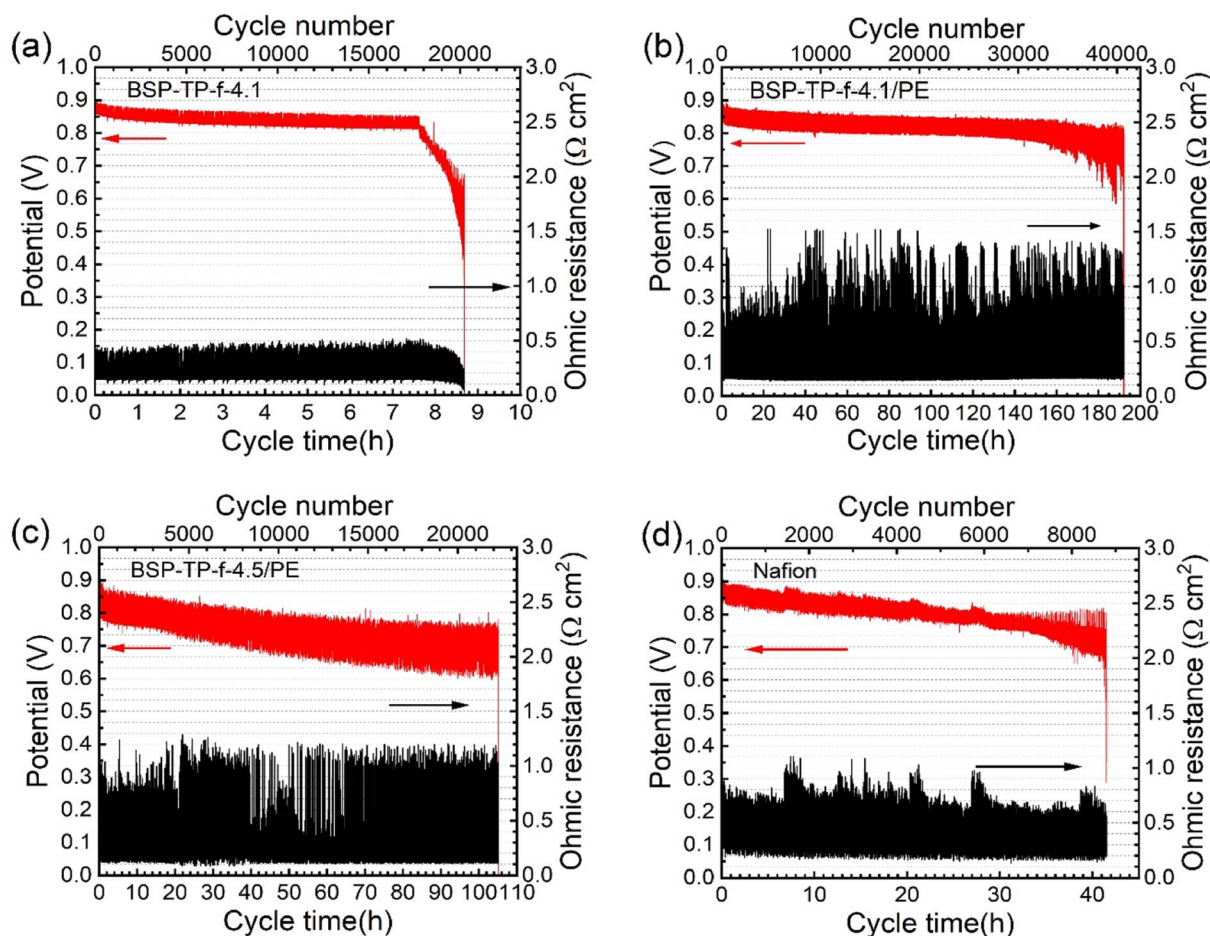 (a)
Cycle number
0 5000 10000 15000 20000
BSP-TP-f-4.1
1.0
0.9
0.8
0.7
0.6
0.5
0.4
0.3
0.2
0.1
0.0
Potential (V)
3.0
2.5
2.0
1.5
1.0
0.5
0.0
Ohmic resistance (Ω cm²)
0 1 2 3 4 5 6 7 8 9 10
Cycle time(h)
(b)
Cycle number
0 10000 20000 30000 40000
BSP-TP-f-4.1/PE
1.0
0.9
0.8
0.7
0.6
0.5
0.4
0.3
0.2
0.1
0.0
Potential (V)
3.0
2.5
2.0
1.5
1.0
0.5
0.0
Ohmic resistance (Ω cm²)
0 20 40 60 80 100 120 140 160 180 200
Cycle time(h)
(c)
Cycle number
0 5000 10000 15000 20000
BSP-TP-f-4.5/PE
1.0
0.9
0.8
0.7
0.6
0.5
0.4
0.3
0.2
0.1
0.0
Potential (V)
3.0
2.5
2.0
1.5
1.0
0.5
0.0
Ohmic resistance (Ω cm²)
0 10 20 30 40 50 60 70 80 90 100 110
Cycle time(h)
(d)
Cycle number
0 2000 4000 6000 8000
Nafion
1.0
0.9
0.8
0.7
0.6
0.5
0.4
0.3
0.2
0.1
0.0
Potential (V)
3.0
2.5
2.0
1.5
1.0
0.5
0.0
Ohmic resistance (Ω cm²)
0 10 20 30 40
Cycle time(h)